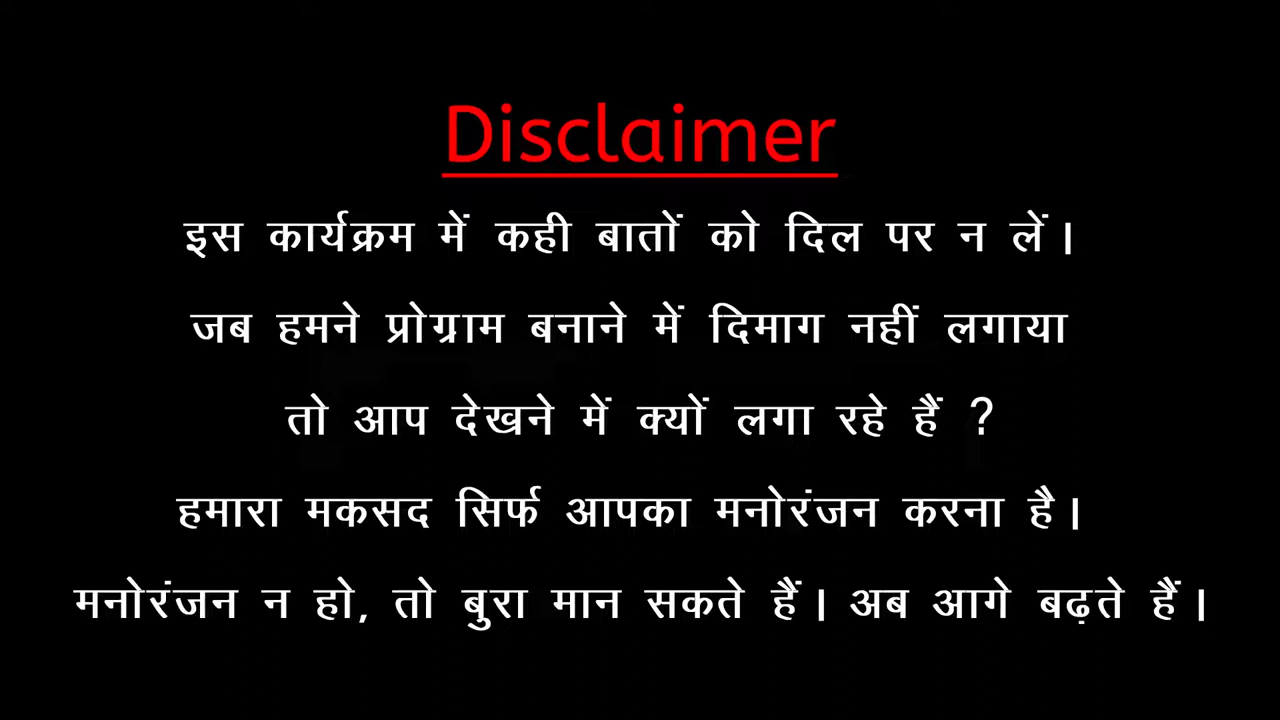 Disclaimer
इस कार्यक्रम में कही बातों को दिल पर न लें।
जब हमने प्रोग्राम बनाने में दिमाग नहीं लगाया
तो आप देखने में क्यों लगा रहे हैं ?
हमारा मकसद सिर्फ आपका मनोरंजन करना है।
मनोरंजन न हो, तो बुरा मान सकते हैं। अब आगे बढ़ते हैं।